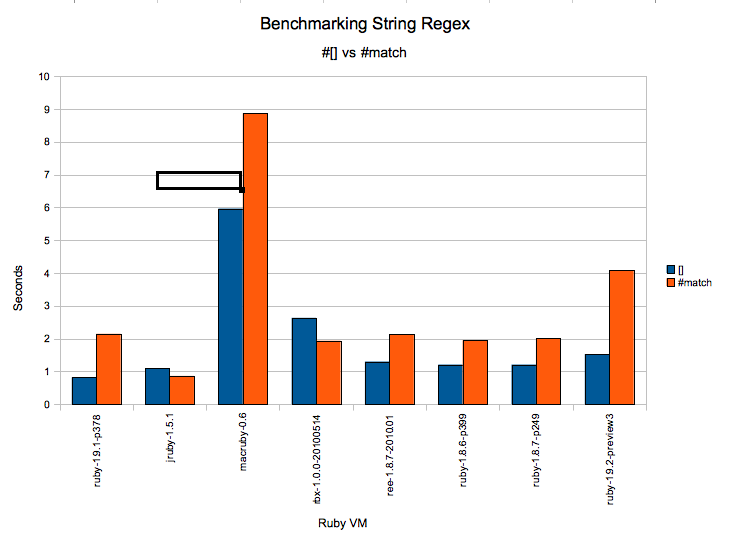 Benchmarking String Regex
#[] vs #match
10
9
8
7
6
5
4
3
2
1
0
Seconds
[]
#match
ruby-19.1-p378
jruby-1.5.1
macruby-0.6
rbx-1.0.0-20100514
ree-1.8.7-2010.01
ruby-1.8.6-p399
ruby-1.8.7-p249
ruby-19.2-preview3
Ruby VM